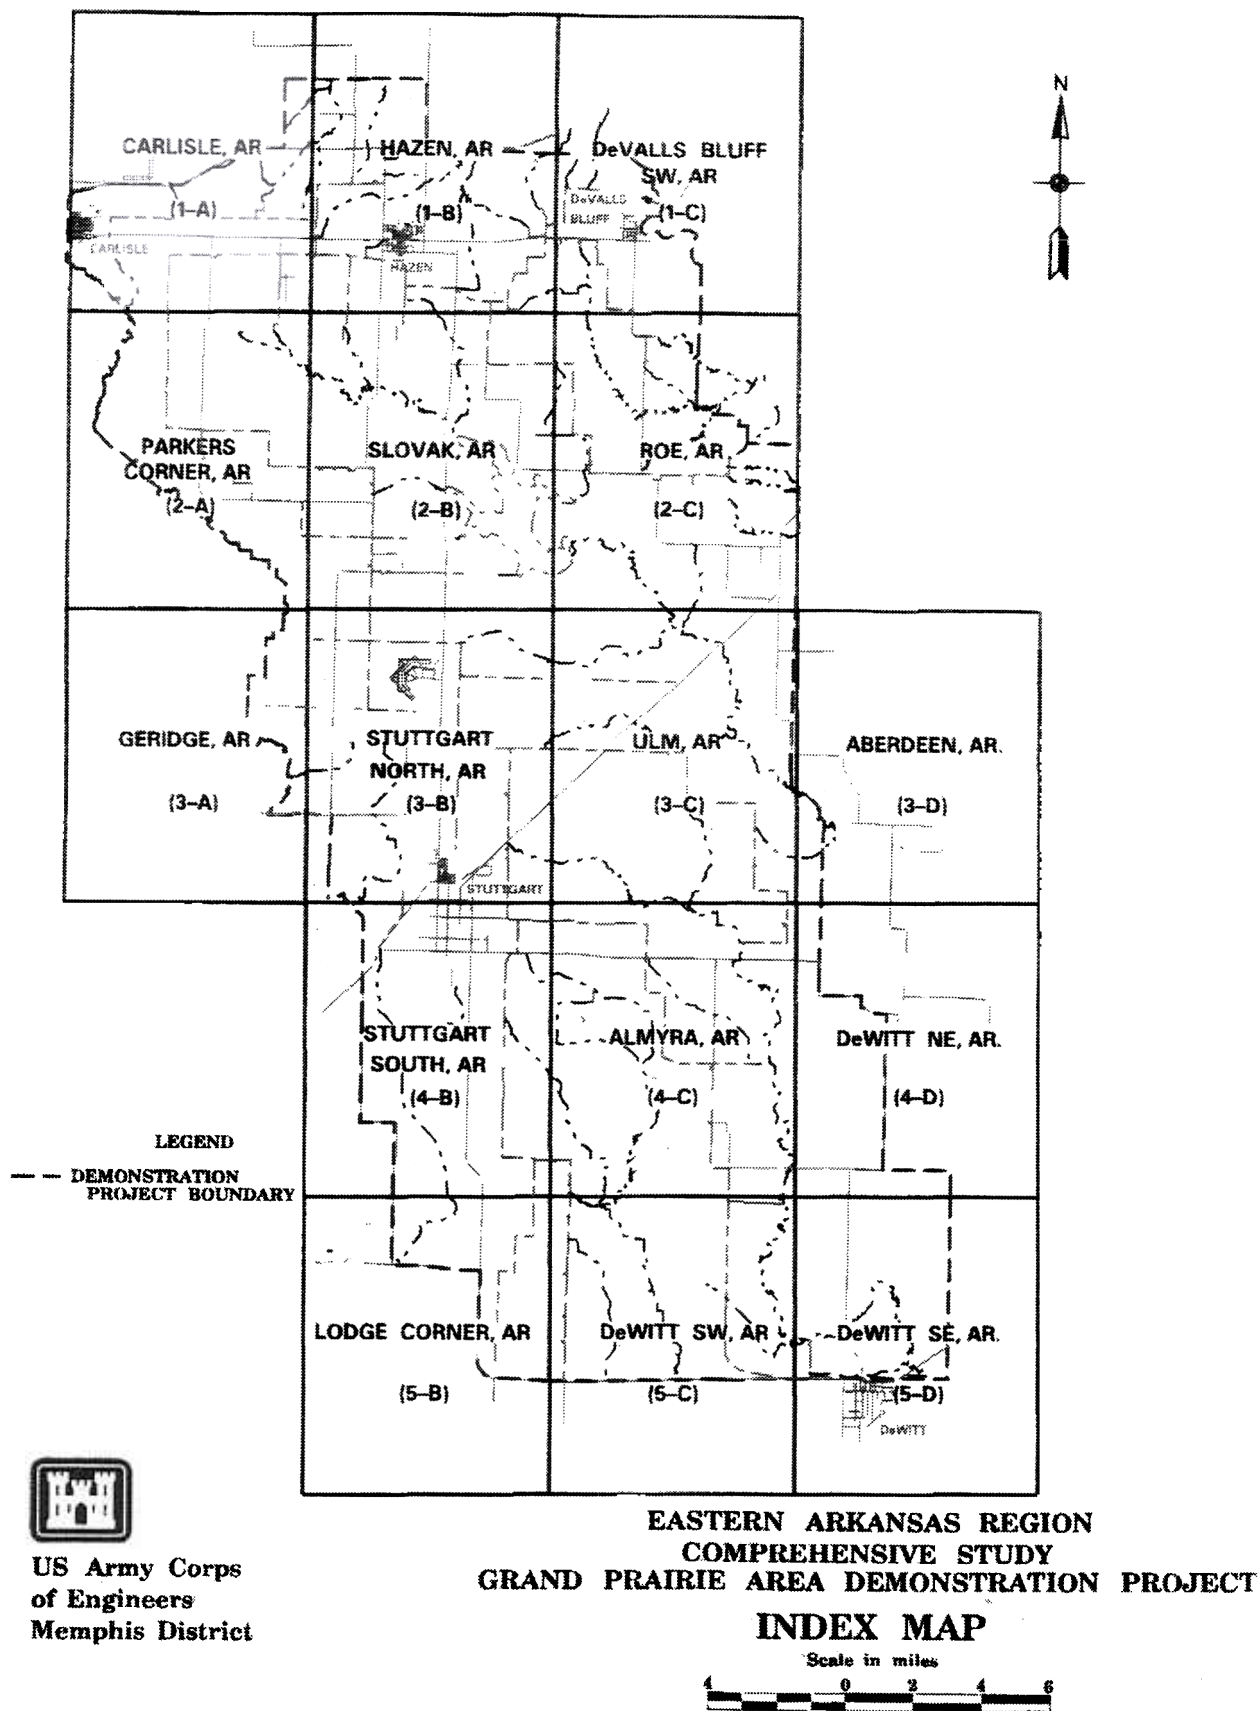 N
CARLISLE, AR
HAZEN, AR
DeVALLS BLUFF
SW, AR
(1-A)
(1-B)
(1-C)
DeVALLS
BLUFF
CARLISLE
HAZEN
PARKERS
CORNER, AR
(2-A)
SLOVAK, AR
(2-B)
ROE, AR
(2-C)
GERIDGE, AR
(3-A)
STUTTGART
NORTH, AR
(3-B)
ULM, AR
(3-C)
ABERDEEN, AR.
(3-D)
STUTTGART
STUTTGART
SOUTH, AR
(4-B)
ALMYRA, AR
(4-C)
DeWITT NE, AR.
(4-D)
LEGEND
DEMONSTRATION
PROJECT BOUNDARY
LODGE CORNER, AR
(5-B)
DeWITT SW, AR
(5-C)
DeWITT SE, AR.
(5-D)
DeWITT
US Army Corps
of Engineers
Memphis District
EASTERN ARKANSAS REGION
COMPREHENSIVE STUDY
GRAND PRAIRIE AREA DEMONSTRATION PROJECT
INDEX MAP
Scale in miles
4 0 2 4 6